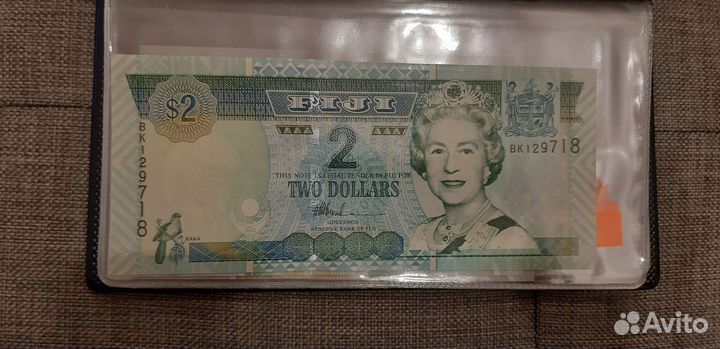 $2
FIJI
BK129718
BK129718
2
THIS NOTE IS LEGAL TENDER IN FIJI FOR
TWO DOLLARS
GOVERNOR
RESERVE BANK OF FIJI
KAKA
Avito